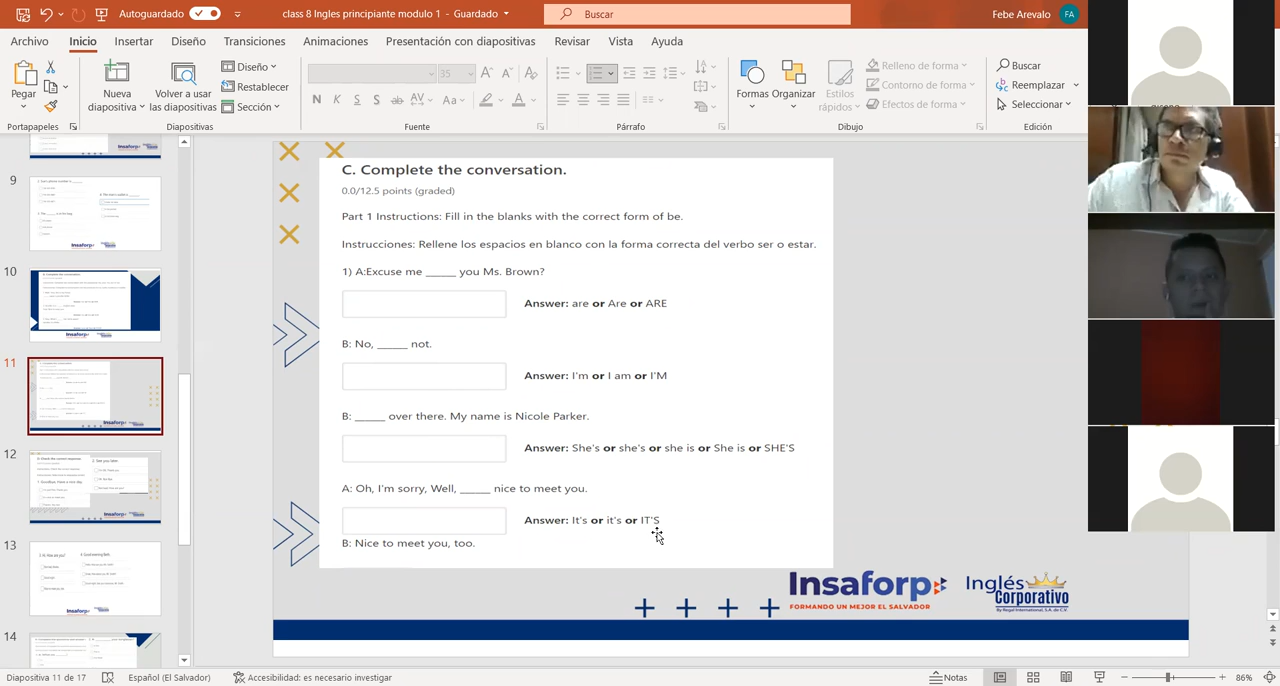 Autoguardado
class 8 Ingles principiante modulo 1 - Guardado
Buscar
Febe Arevalo FA
Archivo Inicio Insertar Diseño Transiciones Animaciones Presentación con diapositivas Revisar Vista Ayuda
Pegar
Nueva diapositiva
Volver a usar las diapositivas
Diseño
Restablecer
Sección
35
N K S S ab AV Aa A
Formas
Organizar
Estilos rápidos
Relleno de forma
Contorno de forma
Efectos de forma
Buscar
Reemplazar
Seleccionar
Portapapeles
Diapositivas
Fuente
Párrafo
Dibujo
Edición
9
10
11
12
13
14
C. Complete the conversation.
0.0/12.5 points (graded)
Part 1 Instructions: Fill in the blanks with the correct form of be.
Instrucciones: Rellene los espacios en blanco con la forma correcta del verbo ser o estar.
1) A:Excuse me _____ you Ms. Brown?
Answer: are or Are or ARE
B: No, _____ not.
Answer: I'm or I am or I'M
B: _____ over there. My name is Nicole Parker.
Answer: She's or she's or she is or She is or SHE'S
A: Oh, I'm sorry, Well, _____ nice to meet you.
Answer: It's or it's or IT'S
B: Nice to meet you, too.
Insaforp
FORMANDO UN MEJOR EL SALVADOR
Inglés
Corporativo
By Regal International, S.A. de C.V.
Diapositiva 11 de 17
Español (El Salvador)
Accesibilidad: es necesario investigar
Notas
86%